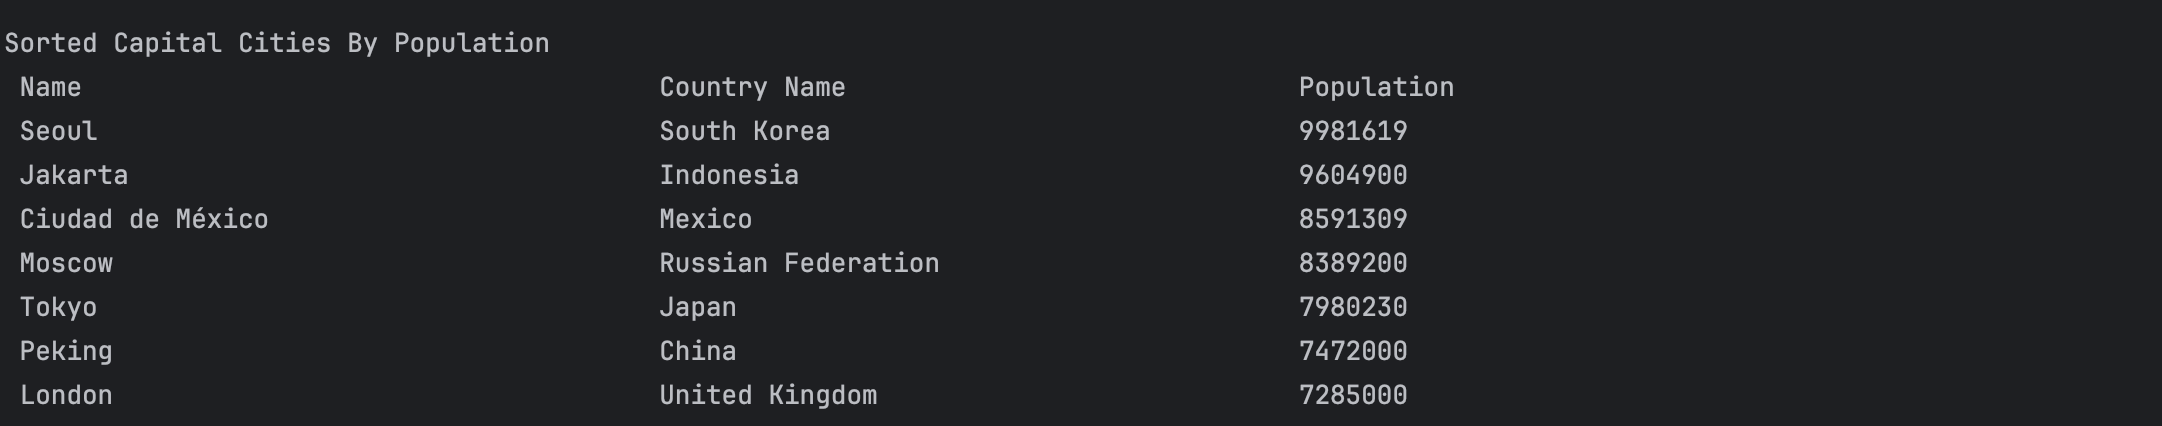 Sorted Capital Cities By Population
Name Country Name Population
Seoul South Korea 9981619
Jakarta Indonesia 9604900
Ciudad de México Mexico 8591309
Moscow Russian Federation 8389200
Tokyo Japan 7980230
Peking China 7472000
London United Kingdom 7285000